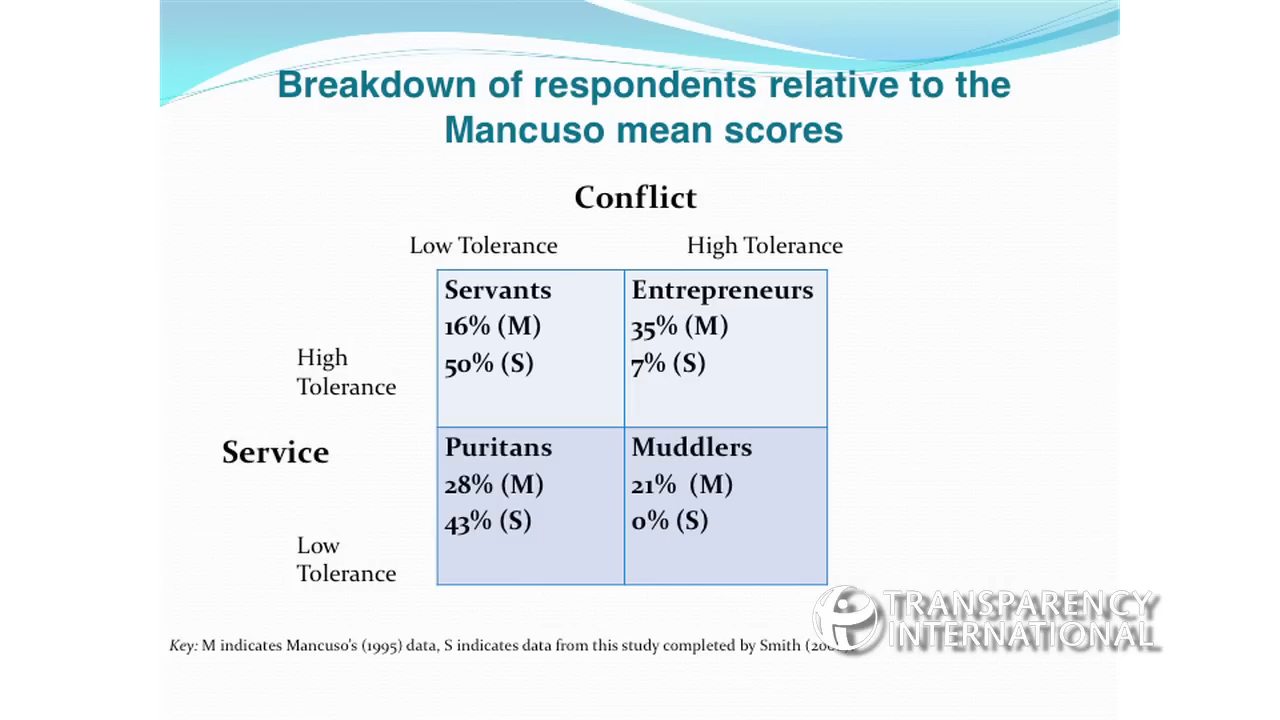 Breakdown of respondents relative to the
Mancuso mean scores
Conflict
Low Tolerance High Tolerance
Servants Entrepreneurs
16% (M) 35% (M)
50% (S) 7% (S)
High
Tolerance
Service
Puritans Muddlers
28% (M) 21% (M)
43% (S) 0% (S)
Low
Tolerance
TRANSPARENCY
INTERNATIONAL
Key: M indicates Mancuso's (1995) data, S indicates data from this study completed by Smith